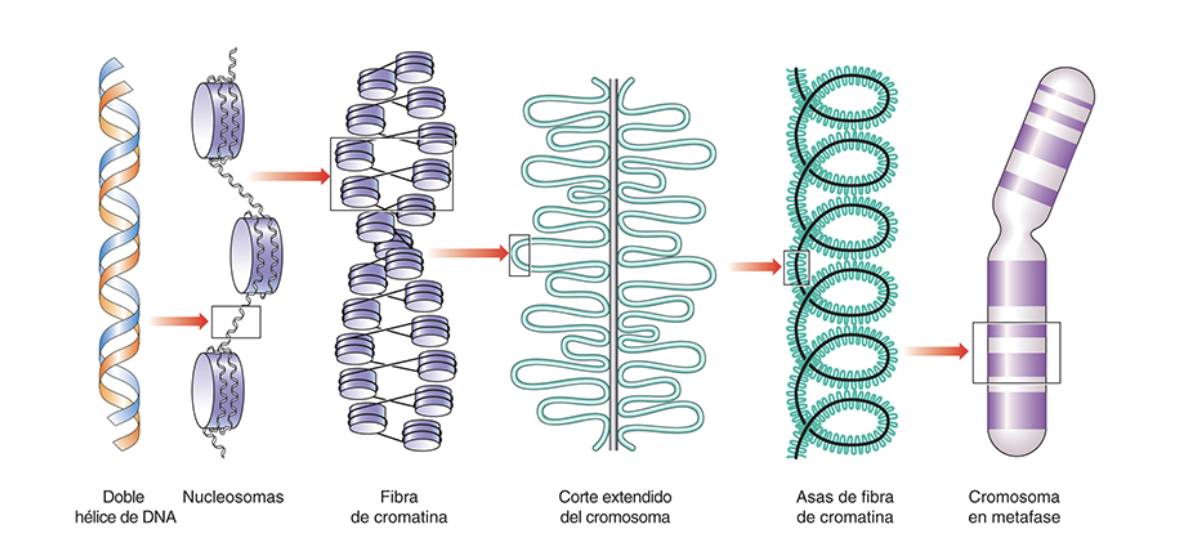 Doble
hélice de DNA
Nucleosomas
Fibra
de cromatina
Corte extendido
del cromosoma
Asas de fibra
de cromatina
Cromosoma
en metafase